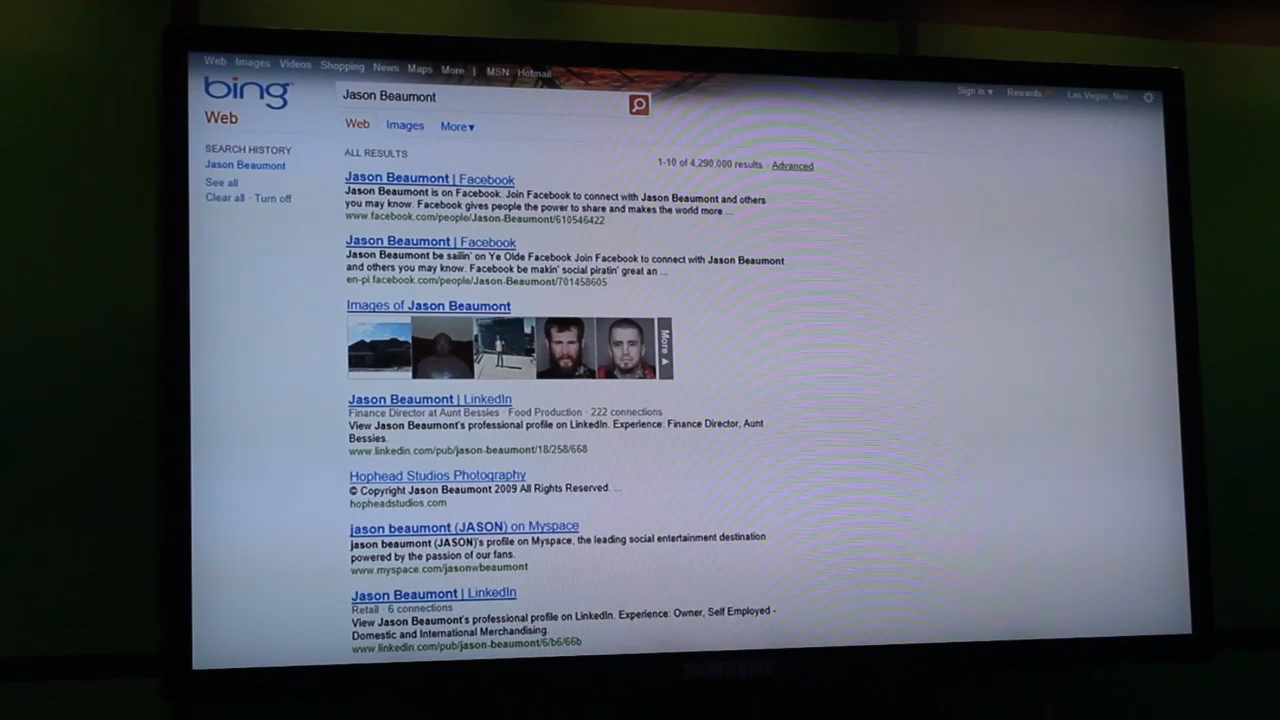 Web Images Videos Shopping News Maps More | MSN Hotmail
bing
Jason Beaumont
Sign in ▾ Rewards Las Vegas, Nev
Web
Web Images More▾
SEARCH HISTORY
Jason Beaumont
See all
Clear all · Turn off
ALL RESULTS
1-10 of 4,290,000 results · Advanced
Jason Beaumont | Facebook
Jason Beaumont is on Facebook. Join Facebook to connect with Jason Beaumont and others
you may know. Facebook gives people the power to share and makes the world more ...
www.facebook.com/people/Jason-Beaumont/610546422
Jason Beaumont | Facebook
Jason Beaumont be sailin' on Ye Olde Facebook Join Facebook to connect with Jason Beaumont
and others you may know. Facebook be makin' social piratin' great an ...
en-pi.facebook.com/people/Jason-Beaumont/701458605
Images of Jason Beaumont
More
Jason Beaumont | LinkedIn
Finance Director at Aunt Bessies · Food Production · 222 connections
View Jason Beaumont's professional profile on LinkedIn. Experience: Finance Director, Aunt
Bessies.
www.linkedin.com/pub/jason-beaumont/18/258/668
Hophead Studios Photography
© Copyright Jason Beaumont 2009 All Rights Reserved. ...
hopheadstudios.com
jason beaumont (JASON) on Myspace
jason beaumont (JASON)'s profile on Myspace, the leading social entertainment destination
powered by the passion of our fans.
www.myspace.com/jasonwbeaumont
Jason Beaumont | LinkedIn
Retail · 6 connections
View Jason Beaumont's professional profile on LinkedIn. Experience: Owner, Self Employed -
Domestic and International Merchandising.
www.linkedin.com/pub/jason-beaumont/6/b6/66b
SAMSUNG